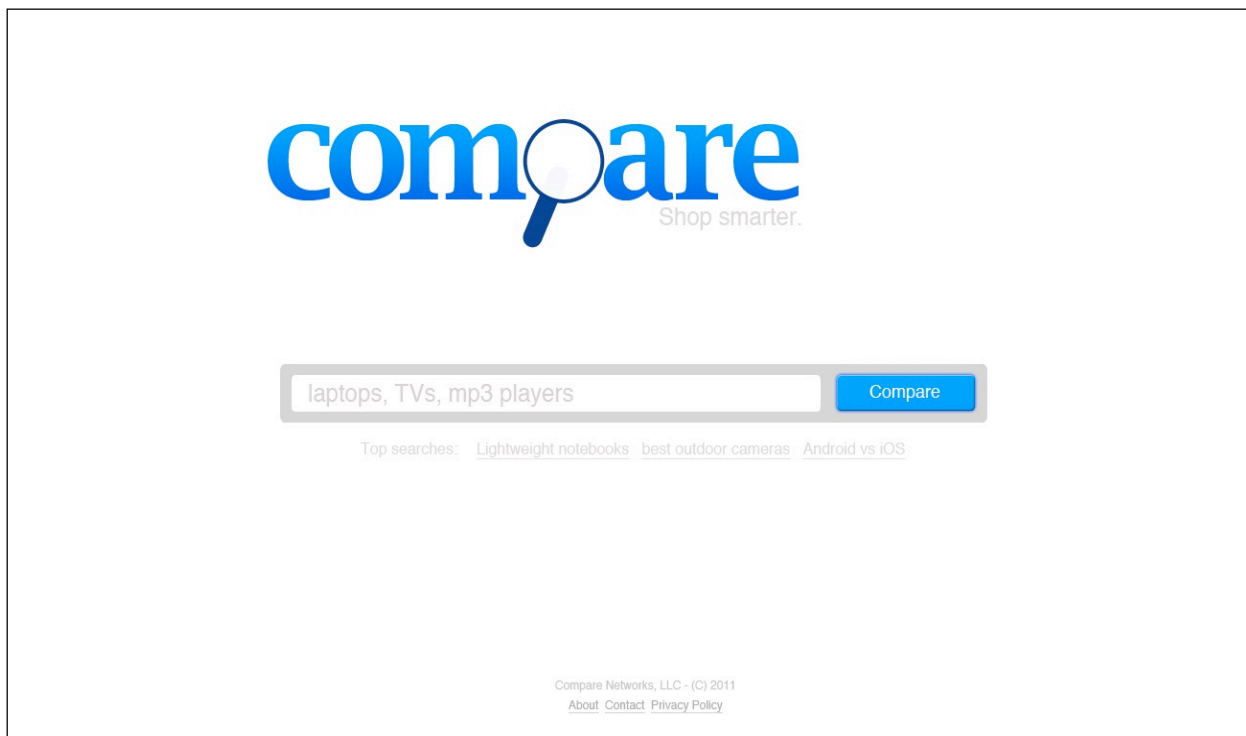 compare
Shop smarter.
laptops, TVs, mp3 players Compare
Top searches: Lightweight notebooks best outdoor cameras Android vs iOS
Compare Networks, LLC - (C) 2011
About Contact Privacy Policy